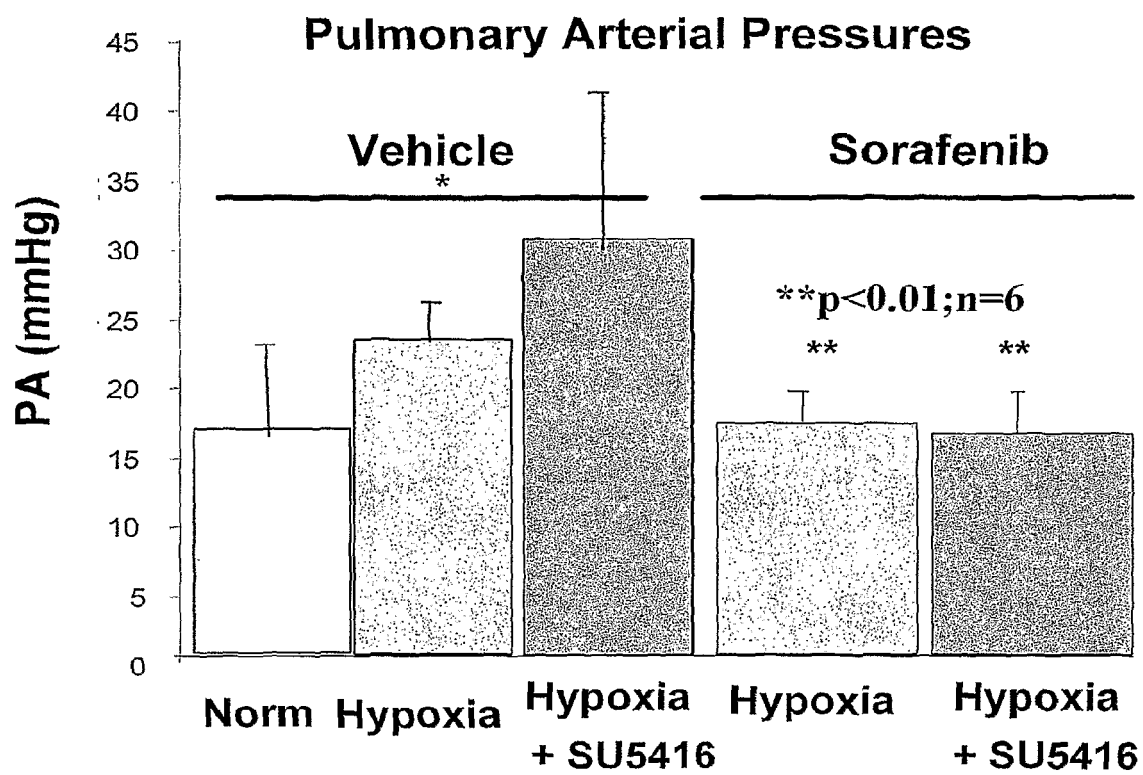 Pulmonary Arterial Pressures
45
40
35
30
25
20
15
10
5
0
PA (mmHg)
Vehicle
*
Sorafenib
**p<0.01;n=6
**
**
Norm
Hypoxia
Hypoxia
+ SU5416
Hypoxia
Hypoxia
+ SU5416